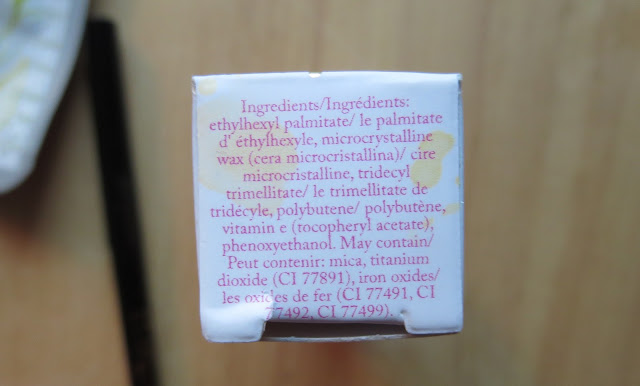 Ingredients/Ingrédients:
ethylhexyl palmitate/ le palmitate
d' éthylhexyle, microcrystalline
wax (cera microcristallina)/ cire
microcristalline, tridecyl
trimellitate/ le trimellitate de
tridécyle, polybutene/ polybutène,
vitamin e (tocopheryl acetate),
phenoxyethanol. May contain/
Peut contenir: mica, titanium
dioxide (CI 77891), iron oxides/
les oxides de fer (CI 77491, CI
77492, CI 77499).